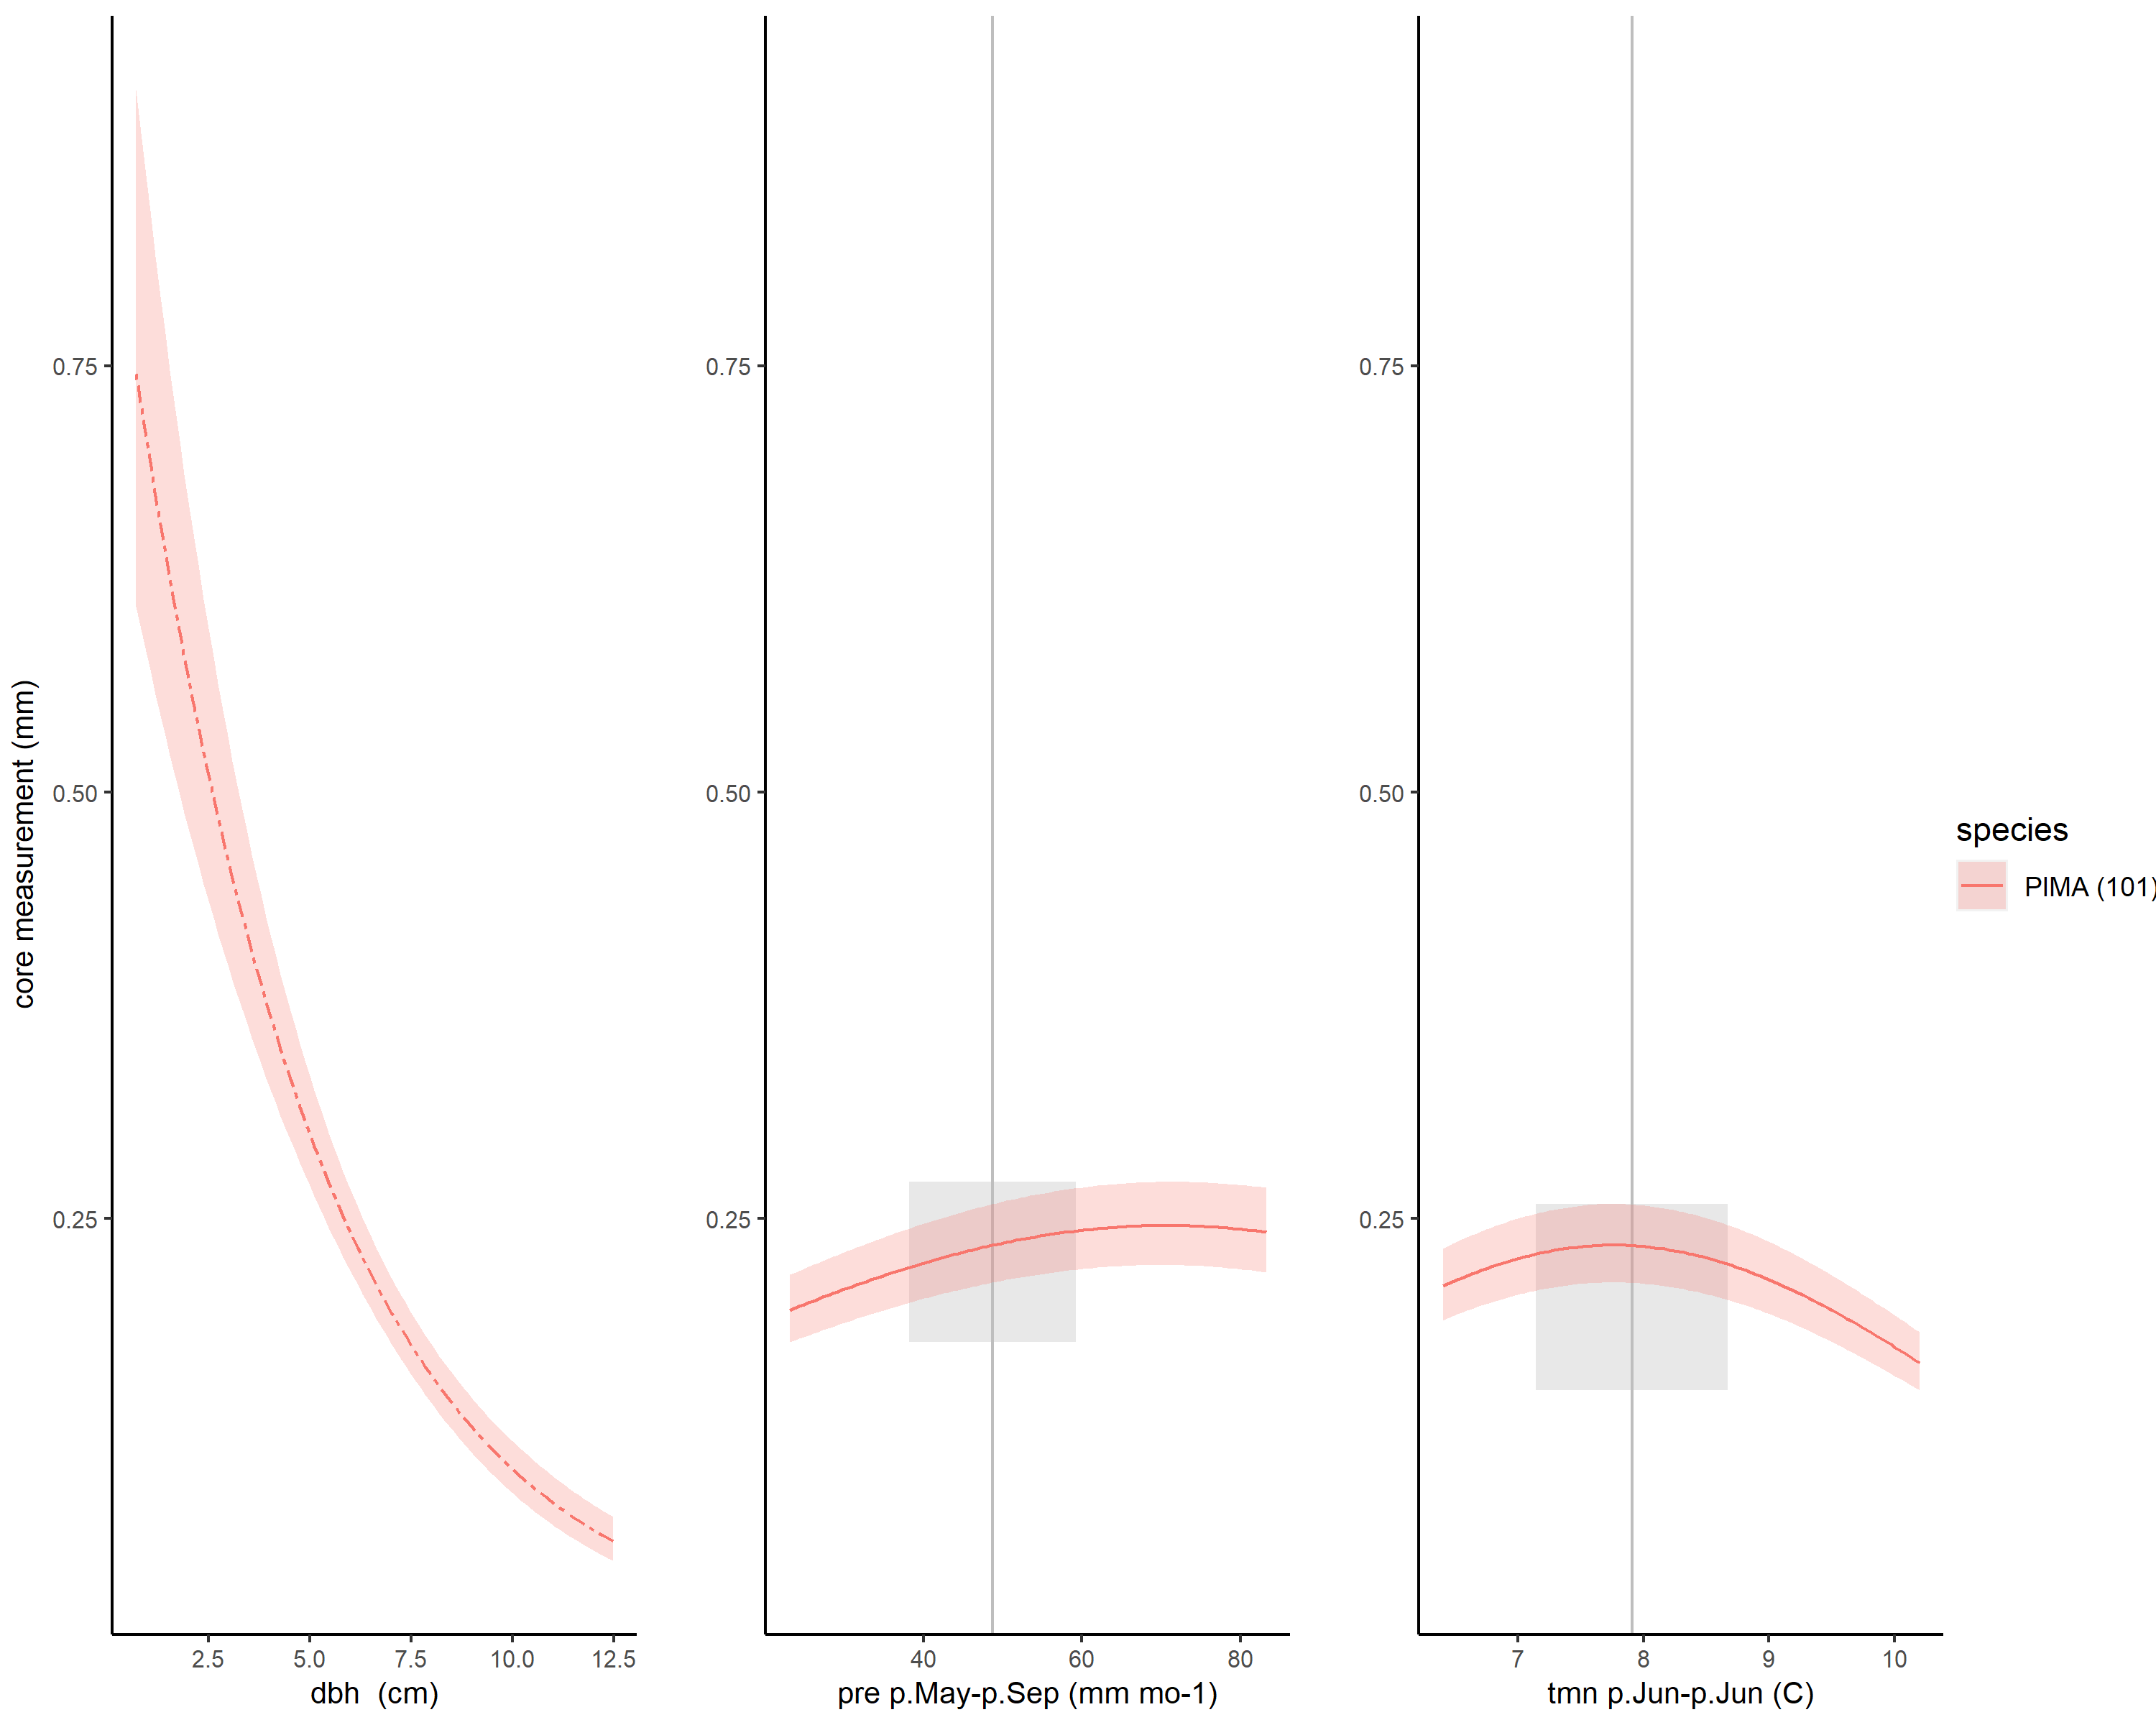 core measurement (mm)
0.75
0.50
0.25
2.5 5.0 7.5 10.0 12.5
dbh  (cm)
0.75
0.50
0.25
40 60 80
pre p.May-p.Sep (mm mo-1)
0.75
0.50
0.25
7 8 9 10
tmn p.Jun-p.Jun (C)
species
PIMA (101)